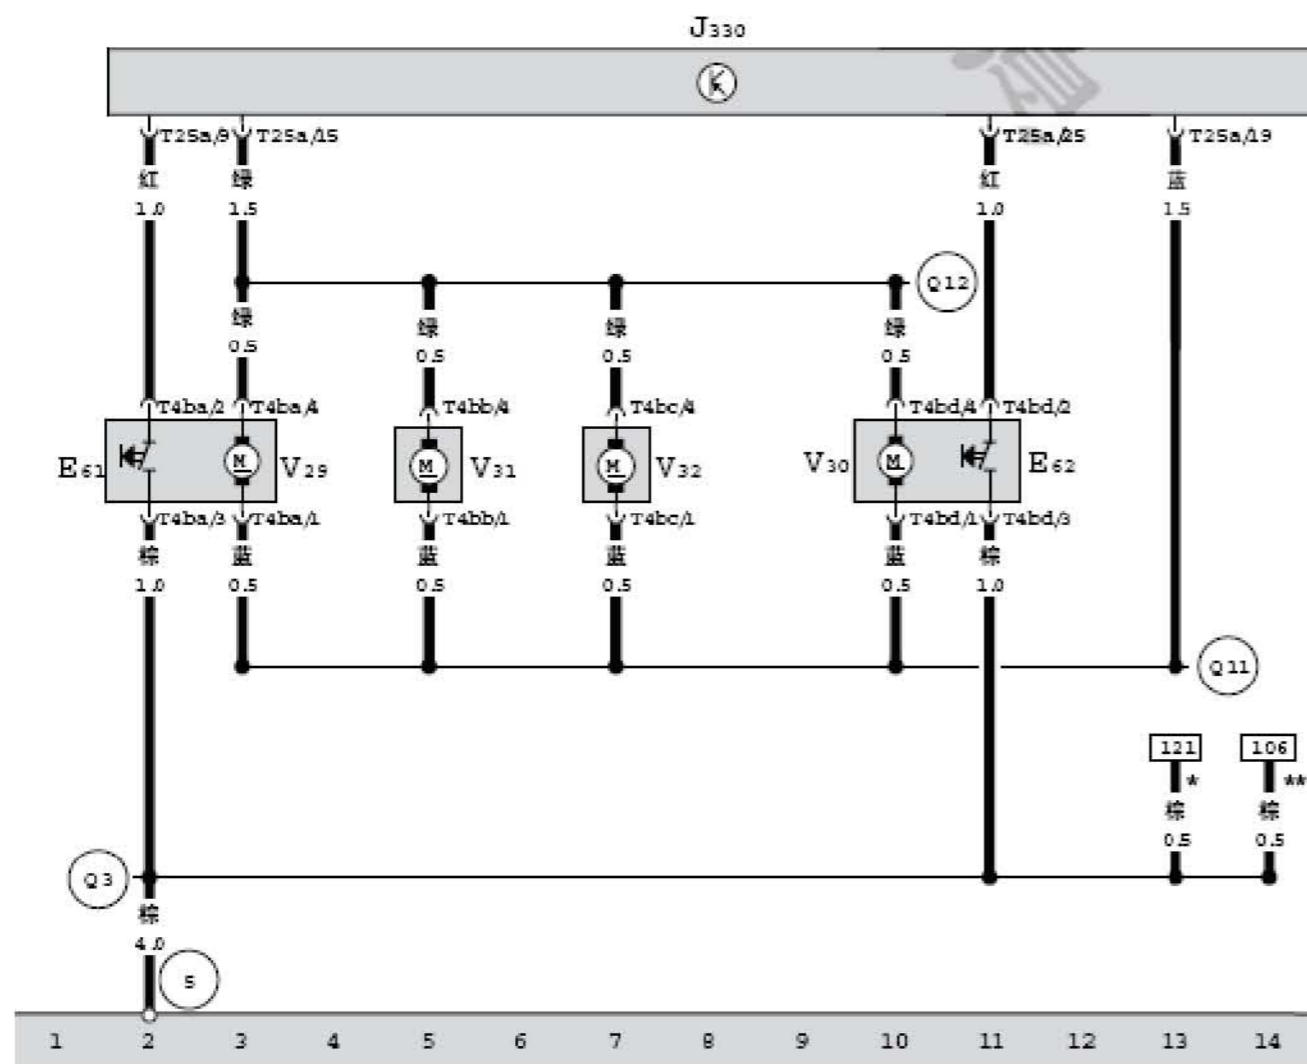 J330
T25a/9 T25a/15 T25a/25 T25a/19
红 绿 红 蓝
1.0 1.5 1.0 1.5
Q12
绿 绿 绿 绿
0.5 0.5 0.5 0.5
T4ba/2 T4ba/4 T4bb/4 T4bc/4 T4bd/4 T4bd/2
E61 M V29 M V31 M V32 V30 M E62
T4ba/3 T4ba/1 T4bb/1 T4bc/1 T4bd/1 T4bd/3
棕 蓝 蓝 蓝 蓝 棕
1.0 0.5 0.5 0.5 0.5 1.0
Q11
121 106
* **
棕 棕
0.5 0.5
Q3
棕
4.0
5
1 2 3 4 5 6 7 8 9 10 11 12 13 14